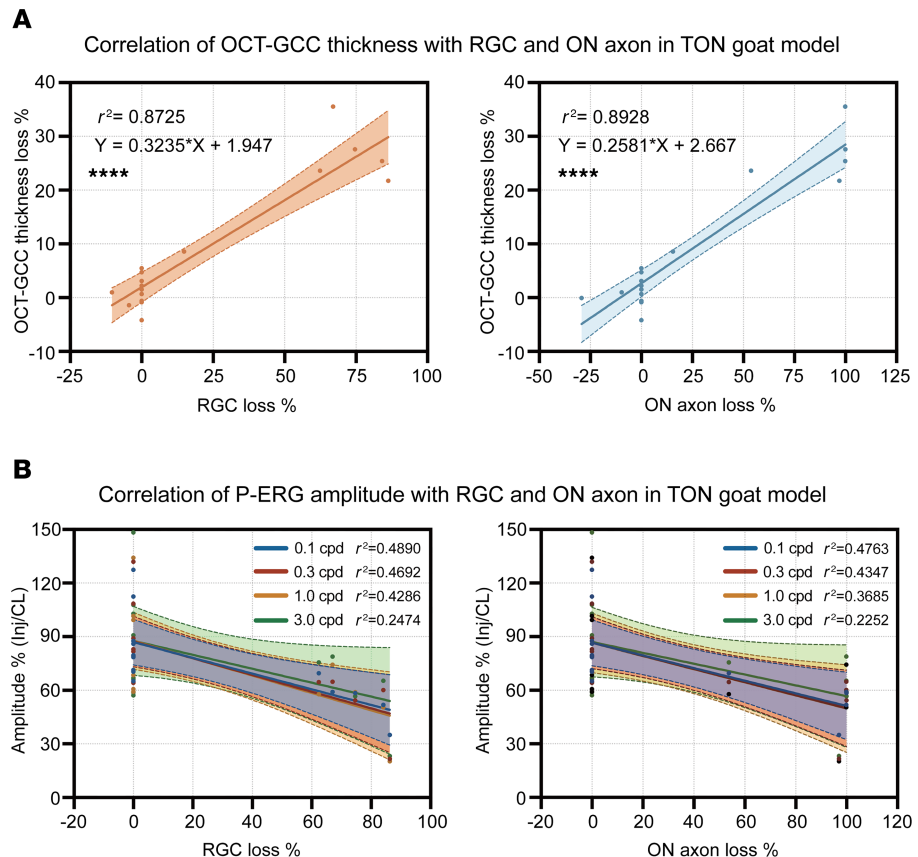 A
Correlation of OCT-GCC thickness with RGC and ON axon in TON goat model
OCT-GCC thickness loss %
40
30
20
10
0
-10
r²= 0.8725
Y = 0.3235*X + 1.947
****
-25 0 25 50 75 100
RGC loss %
OCT-GCC thickness loss %
40
30
20
10
0
-10
r²= 0.8928
Y = 0.2581*X + 2.667
****
-50 -25 0 25 50 75 100 125
ON axon loss %
B
Correlation of P-ERG amplitude with RGC and ON axon in TON goat model
Amplitude % (Inj/CL)
150
120
90
60
30
0
0.1 cpd r²=0.4890
0.3 cpd r²=0.4692
1.0 cpd r²=0.4286
3.0 cpd r²=0.2474
-20 0 20 40 60 80 100
RGC loss %
Amplitude % (Inj/CL)
150
120
90
60
30
0
0.1 cpd r²=0.4763
0.3 cpd r²=0.4347
1.0 cpd r²=0.3685
3.0 cpd r²=0.2252
-20 0 20 40 60 80 100 120
ON axon loss %